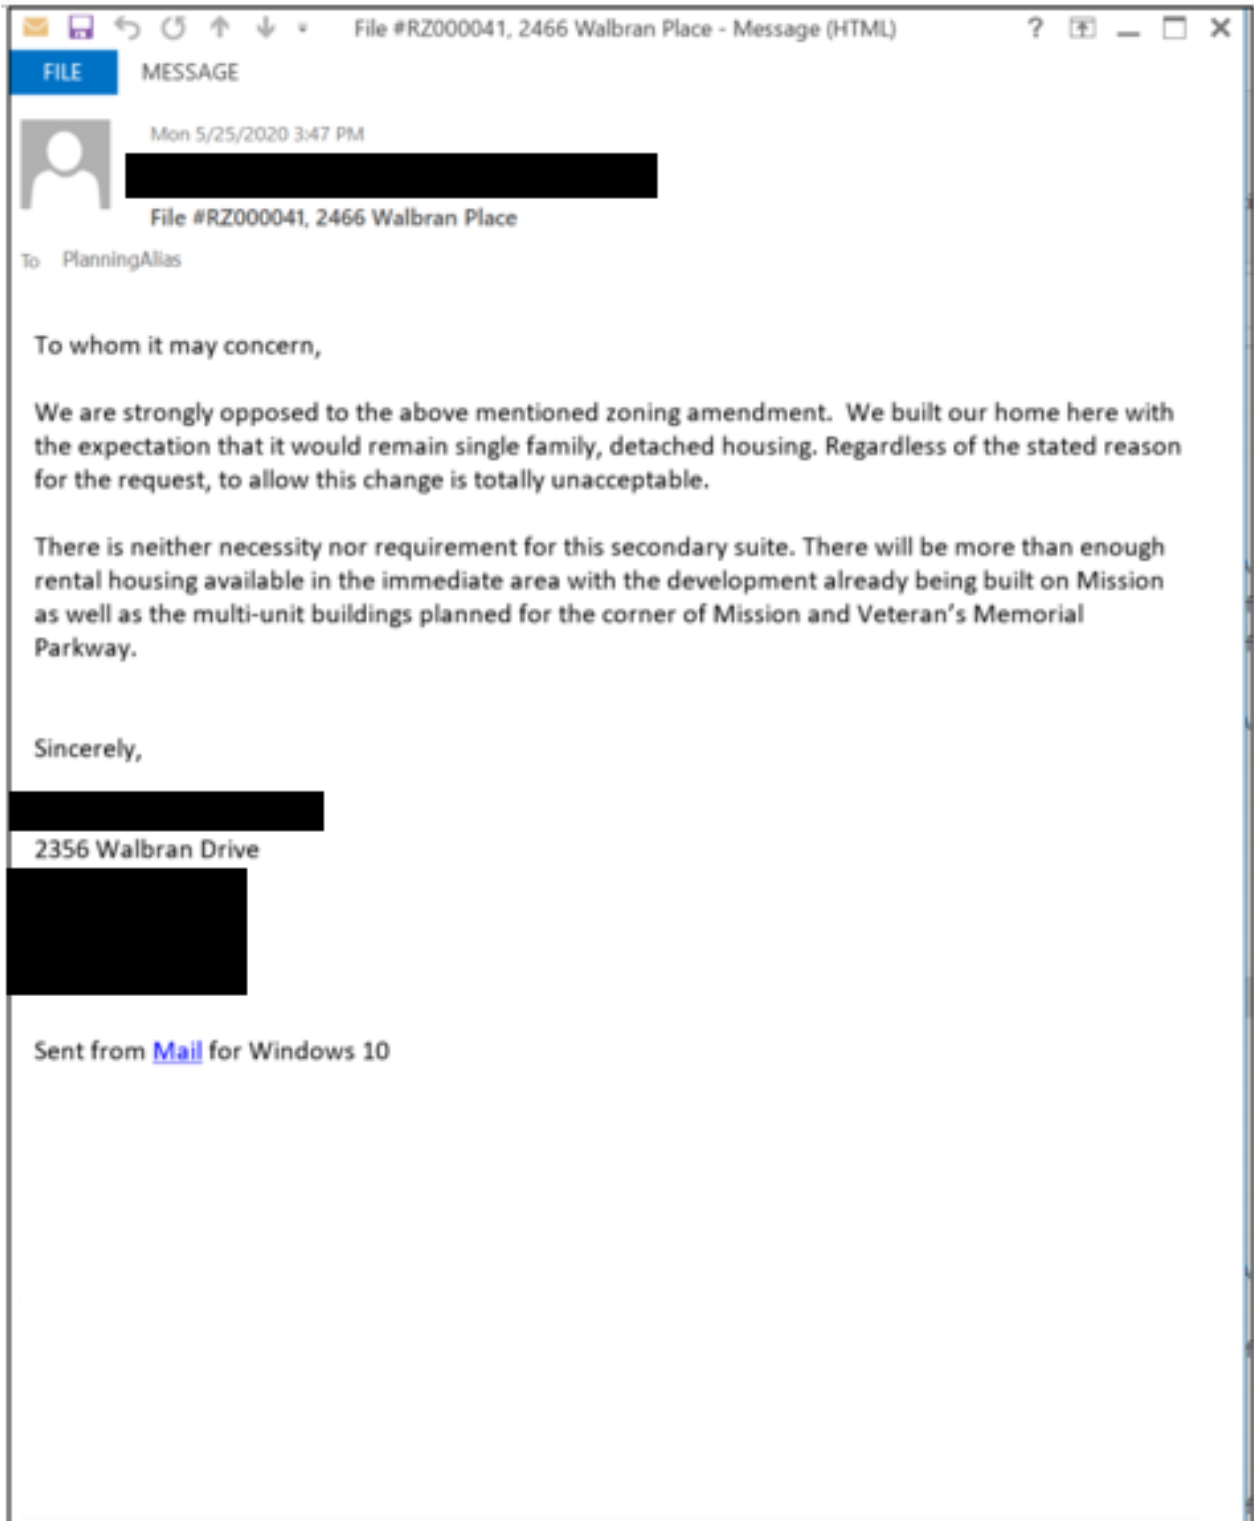 File #RZ000041, 2466 Walbran Place - Message (HTML)
FILE MESSAGE
Mon 5/25/2020 3:47 PM
File #RZ000041, 2466 Walbran Place
To PlanningAlias
To whom it may concern,
We are strongly opposed to the above mentioned zoning amendment.  We built our home here with
the expectation that it would remain single family, detached housing. Regardless of the stated reason
for the request, to allow this change is totally unacceptable.
There is neither necessity nor requirement for this secondary suite. There will be more than enough
rental housing available in the immediate area with the development already being built on Mission
as well as the multi-unit buildings planned for the corner of Mission and Veteran's Memorial
Parkway.
Sincerely,
2356 Walbran Drive
Sent from Mail for Windows 10